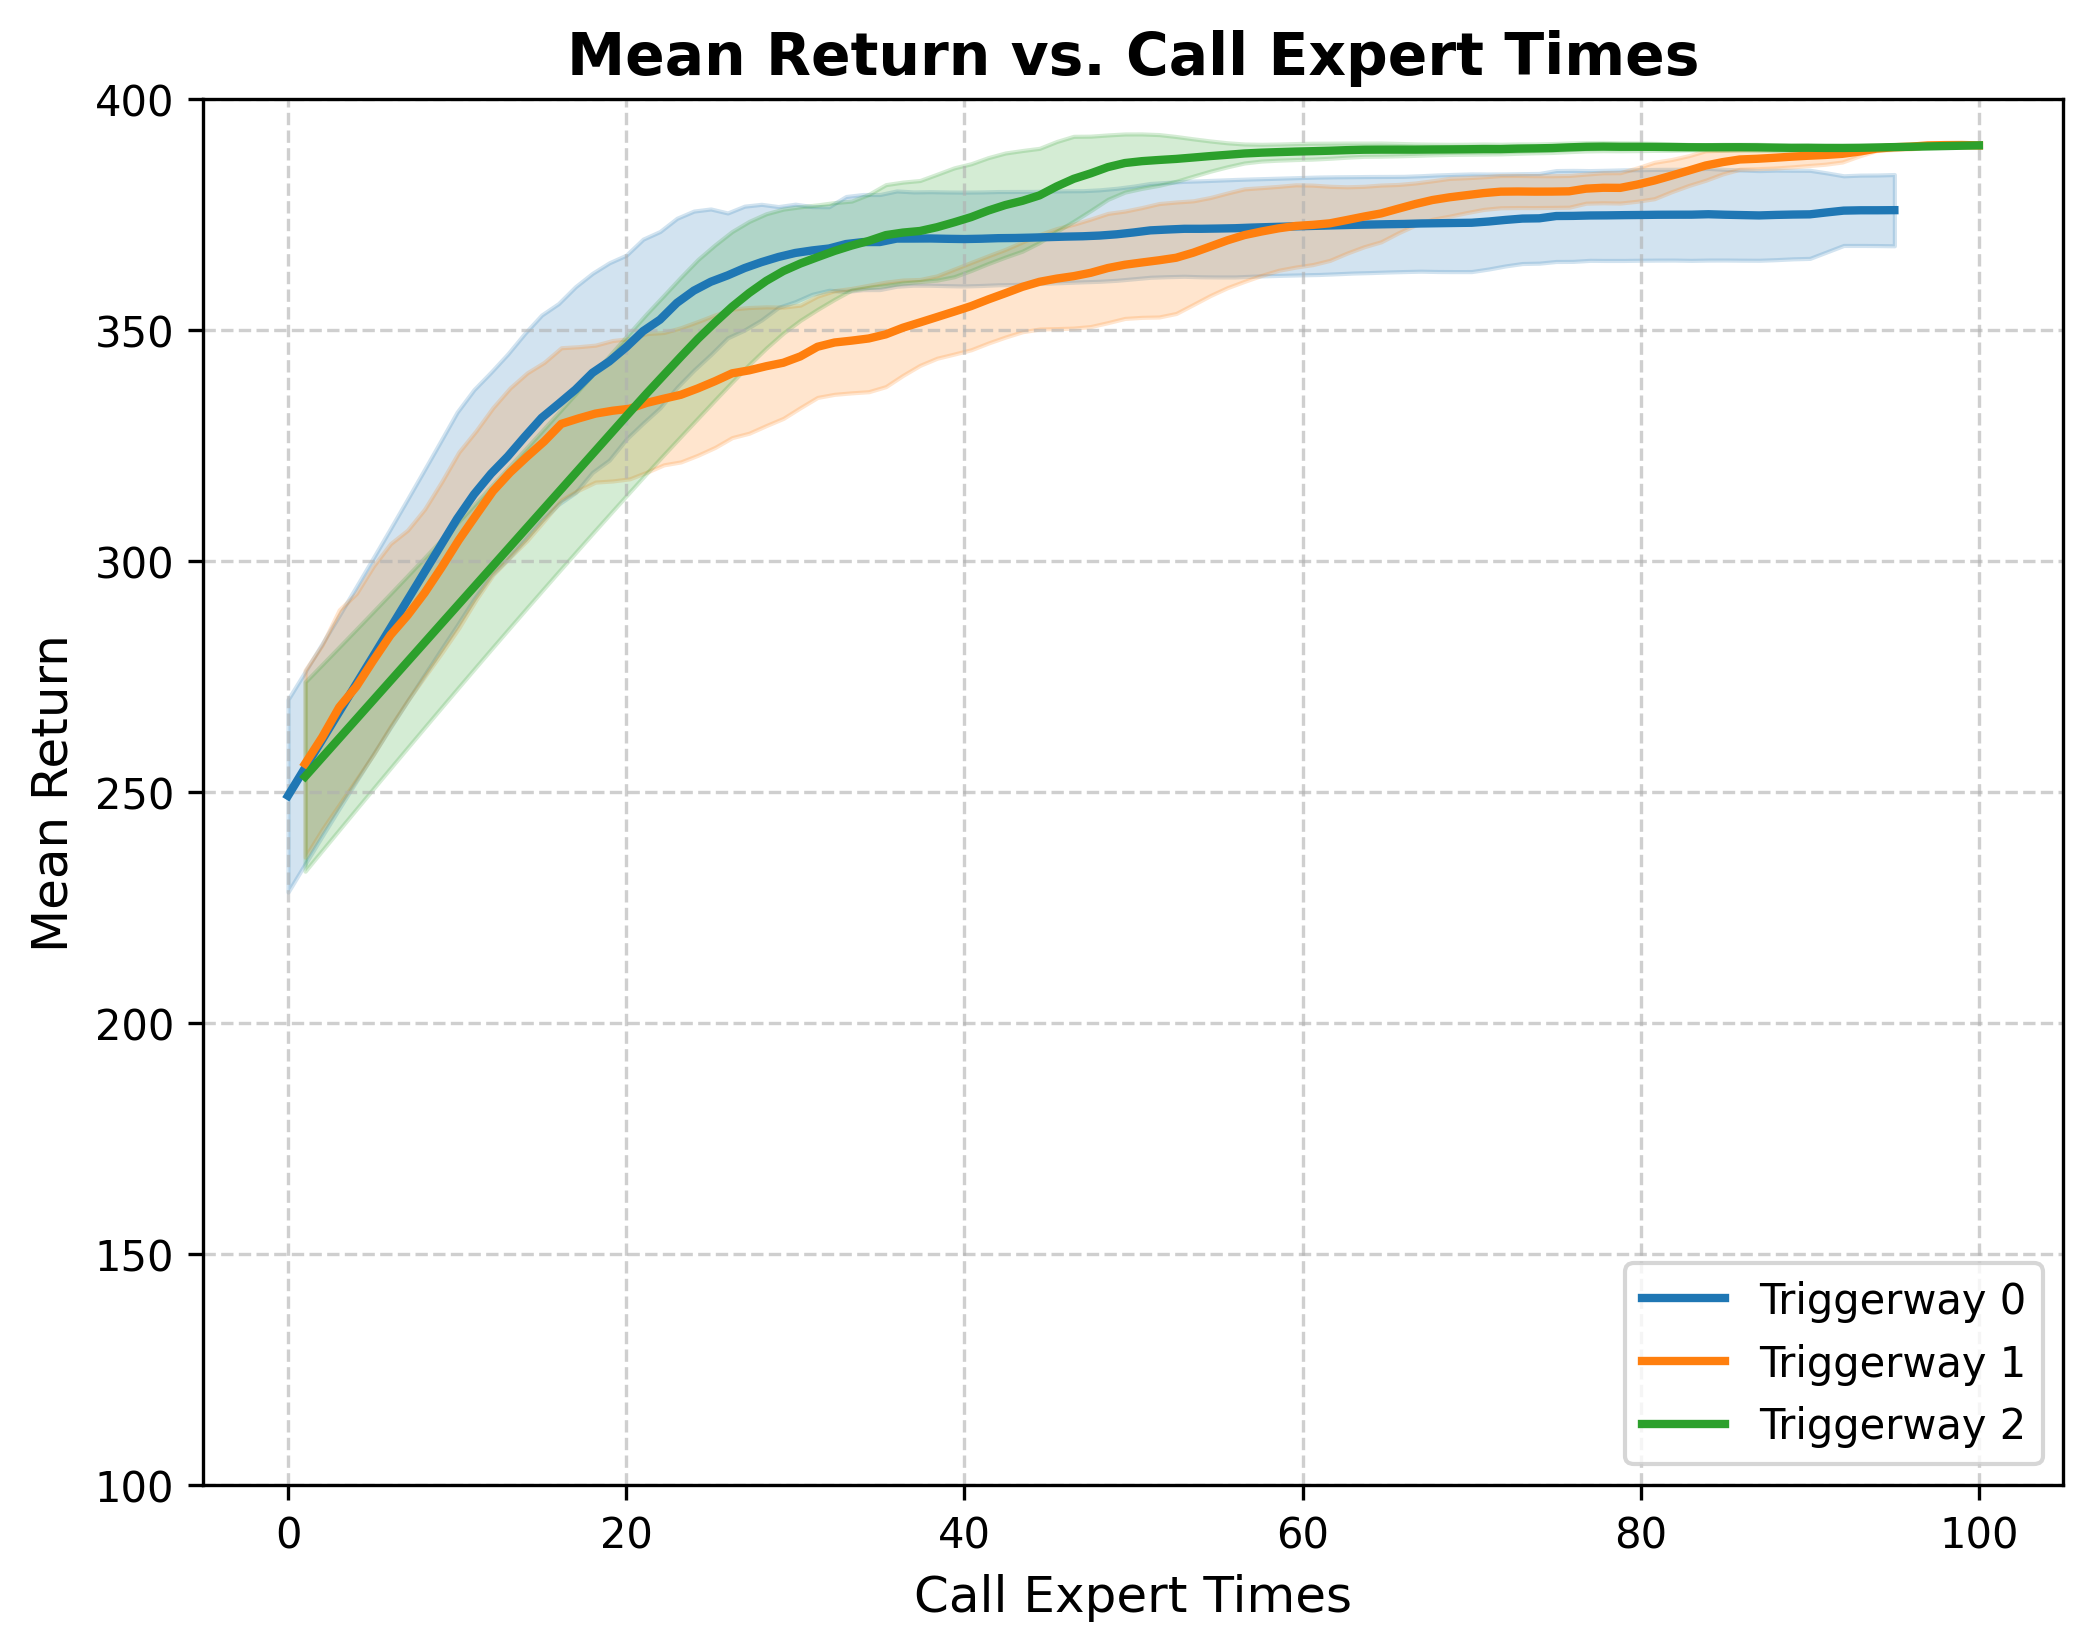 Mean Return vs. Call Expert Times
Mean Return
400
350
300
250
200
150
100
0 20 40 60 80 100
Call Expert Times
Triggerway 0
Triggerway 1
Triggerway 2